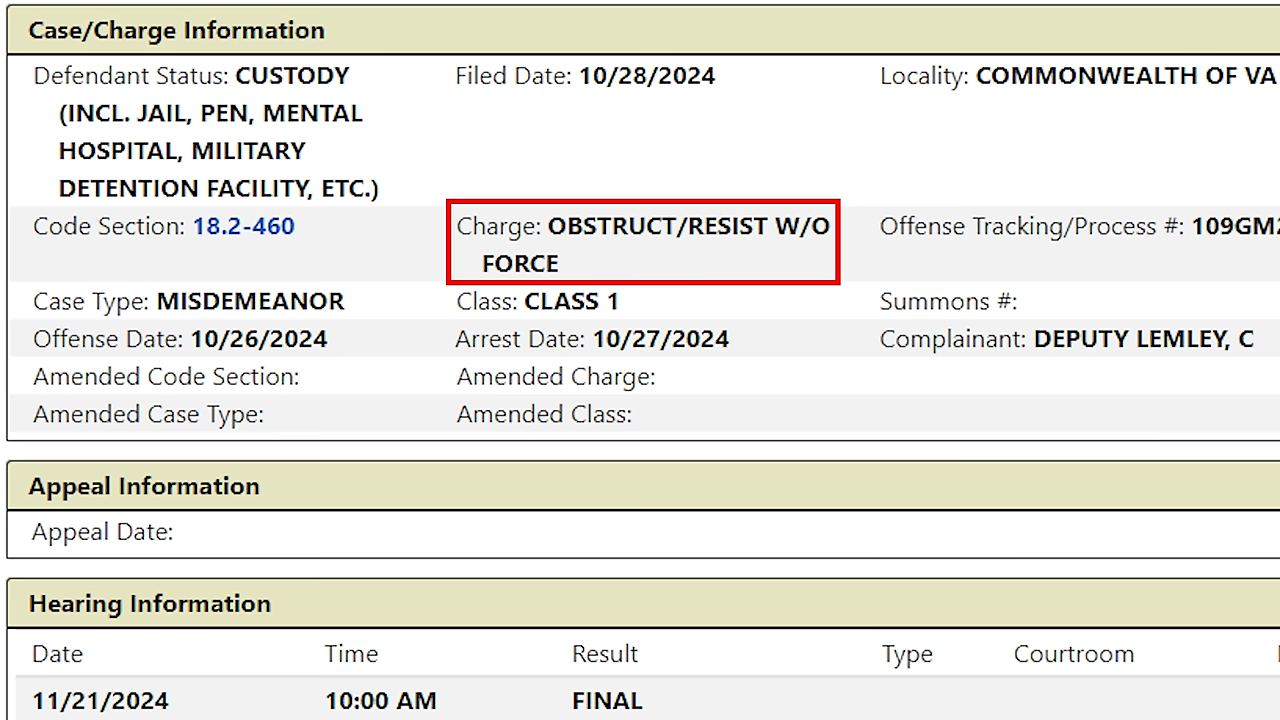 Case/Charge Information
Defendant Status: CUSTODY Filed Date: 10/28/2024 Locality: COMMONWEALTH OF VA
(INCL. JAIL, PEN, MENTAL
HOSPITAL, MILITARY
DETENTION FACILITY, ETC.)
Code Section: 18.2-460 Charge: OBSTRUCT/RESIST W/O Offense Tracking/Process #: 109GM
FORCE
Case Type: MISDEMEANOR Class: CLASS 1 Summons #:
Offense Date: 10/26/2024 Arrest Date: 10/27/2024 Complainant: DEPUTY LEMLEY, C
Amended Code Section: Amended Charge:
Amended Case Type: Amended Class:
Appeal Information
Appeal Date:
Hearing Information
Date Time Result Type Courtroom
11/21/2024 10:00 AM FINAL